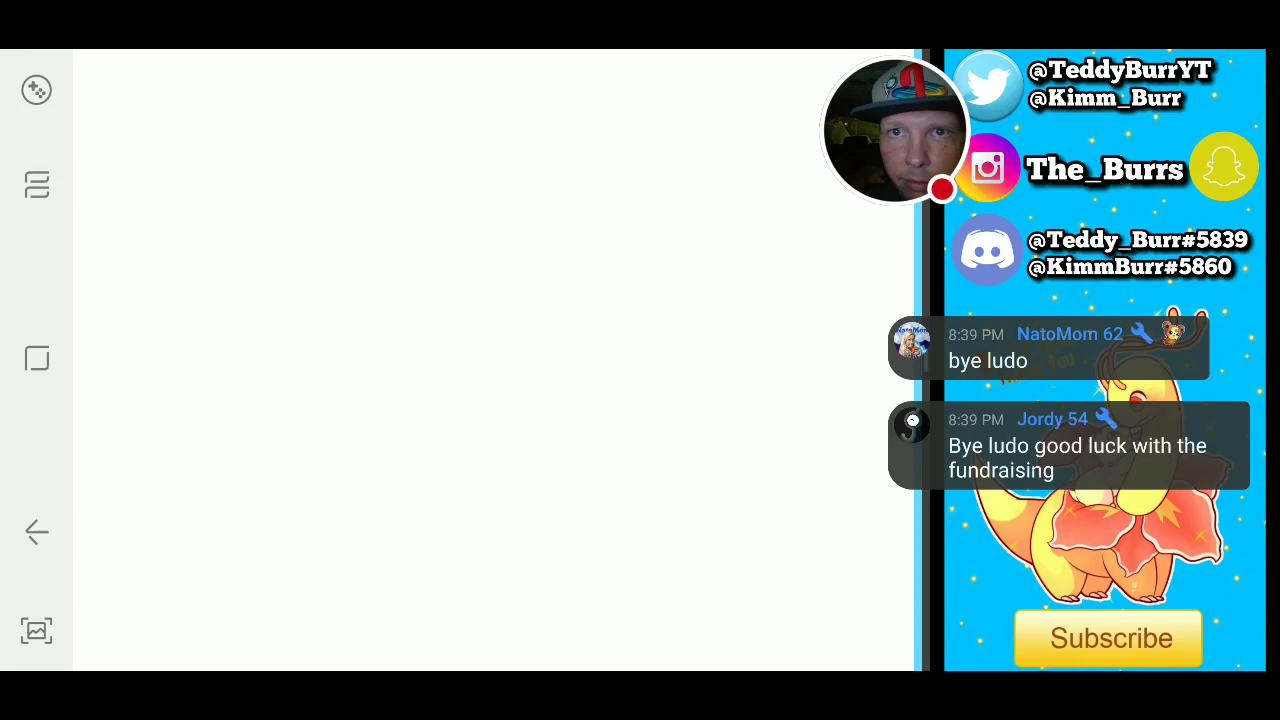 @TeddyBurrYT
@Kimm_Burr
The_Burrs
@Teddy_Burr#5839
@KimmBurr#5860
8:39 PM NatoMom 62
bye ludo
You
8:39 PM Jordy 54
Bye ludo good luck with the
fundraising
Subscribe